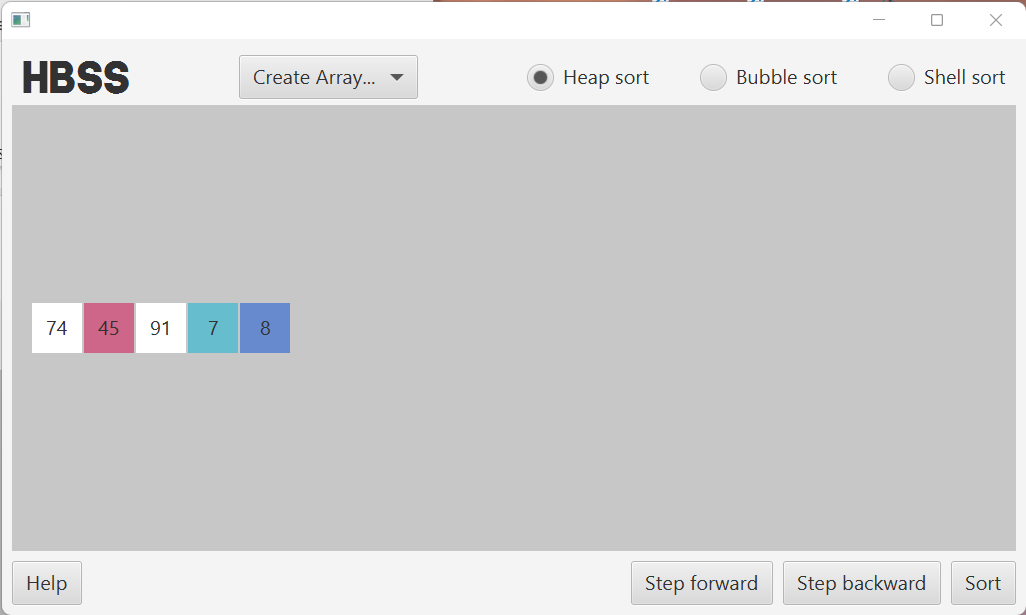 HBSS Create Array... Heap sort Bubble sort Shell sort
74 45 91 7 8
Help Step forward Step backward Sort